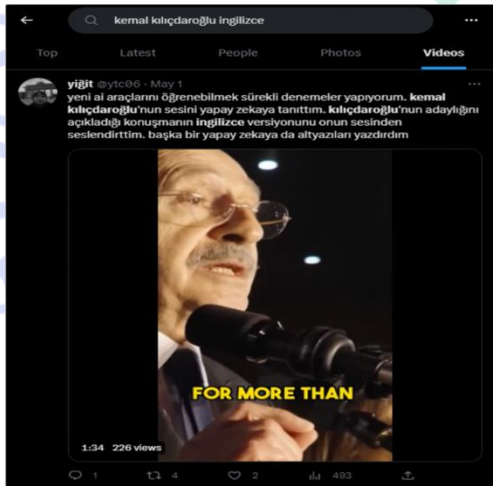 kemal kılıçdaroğlu ingilizce
Top Latest People Photos Videos
yiğit @ytc06 · May 1
yeni ai araçlarını öğrenebilmek sürekli denemeler yapıyorum. kemal
kılıçdaroğlu'nun sesini yapay zekaya tanıttım. kılıçdaroğlu'nun adaylığını
açıkladığı konuşmanın ingilizce versiyonunu onun sesinden
seslendirttim. başka bir yapay zekaya da altyazıları yazdırdım
FOR MORE THAN
1:34 226 views
1 4 2 493